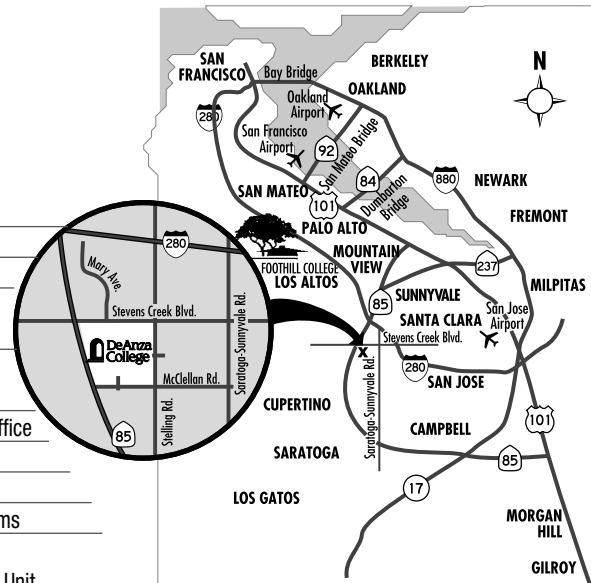 SAN
FRANCISCO
Bay Bridge
BERKELEY
OAKLAND
N
Oakland
Airport
280
San Francisco
Airport
92
San Mateo Bridge
84
Dumbarton
Bridge
880
NEWARK
SAN MATEO
101
PALO ALTO
FREMONT
FOOTHILL COLLEGE
LOS ALTOS
MOUNTAIN
VIEW
237
MILPITAS
85
SUNNYVALE
SANTA CLARA
San Jose
Airport
Stevens Creek Blvd.
x
280
SAN JOSE
Saratoga-Sunnyvale Rd.
CUPERTINO
CAMPBELL
101
SARATOGA
85
LOS GATOS
17
MORGAN
HILL
GILROY
280
Mary Ave.
Stevens Creek Blvd.
DeAnza
College
McClellan Rd.
Saratoga-Sunnyvale Rd.
Stelling Rd.
85
ffice
ms
Unit